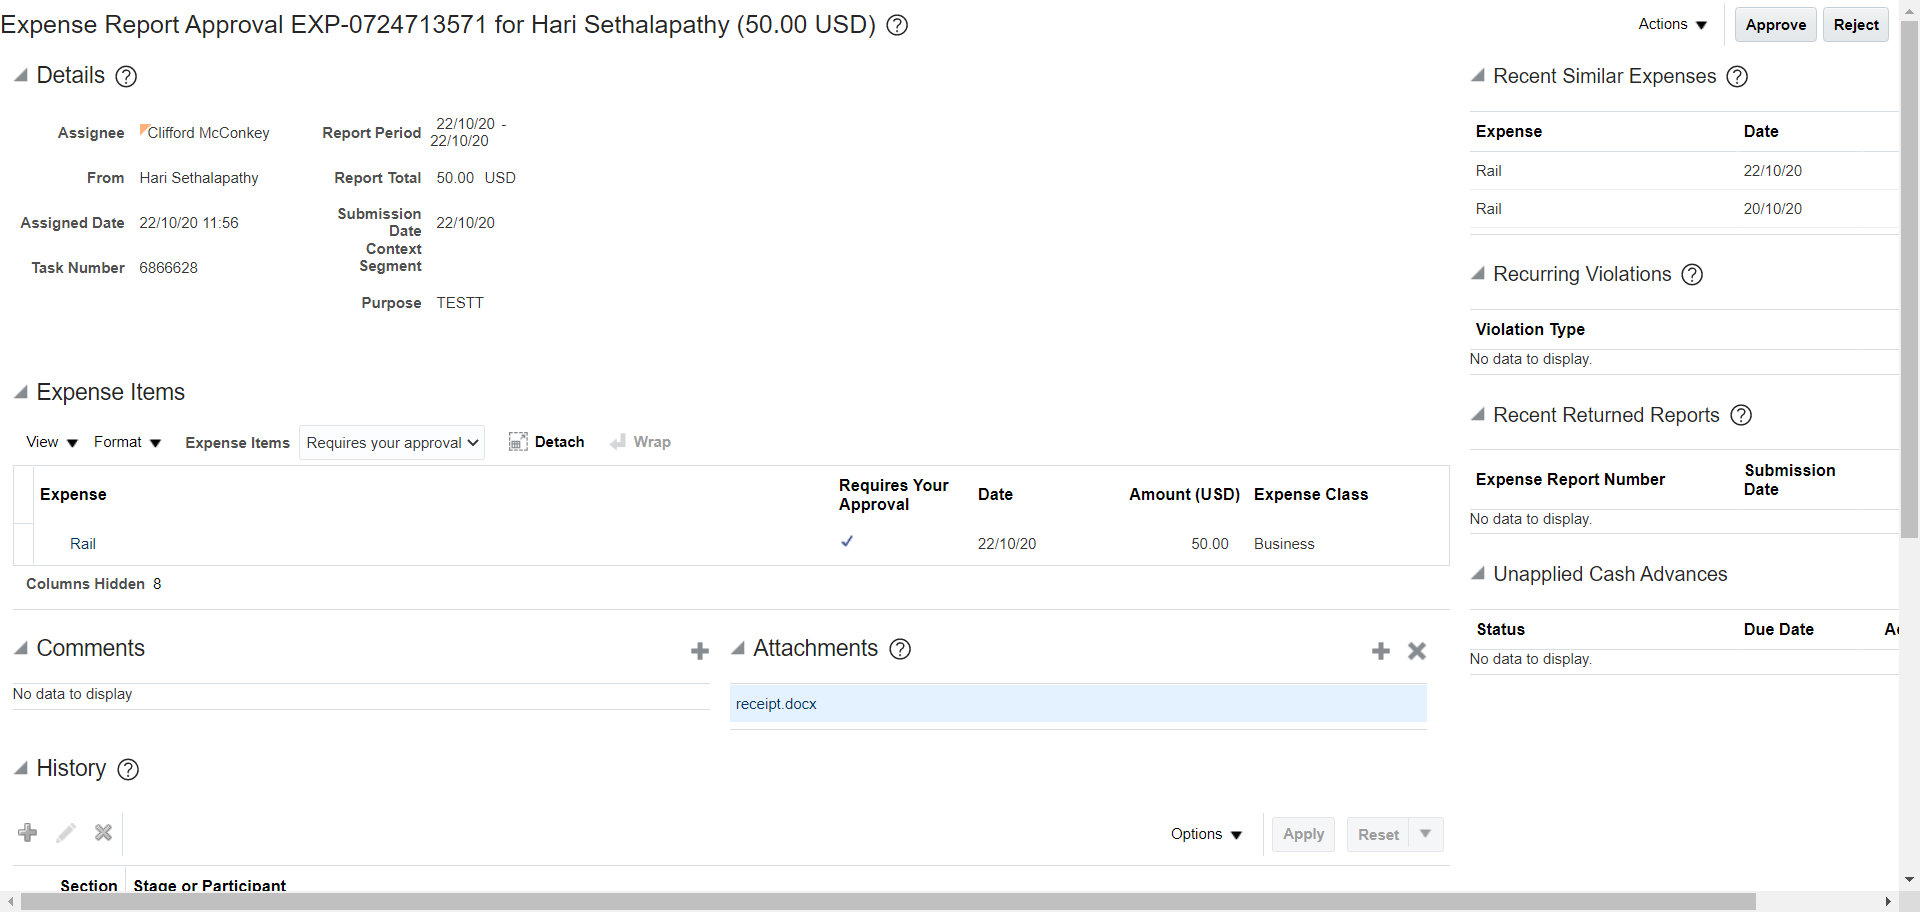 Expense Report Approval EXP-0724713571 for Hari Sethalapathy (50.00 USD) ?
Actions
Approve
Reject
Details ?
Assignee Clifford McConkey
From Hari Sethalapathy
Assigned Date 22/10/20 11:56
Task Number 6866628
Report Period 22/10/20 -
22/10/20
Report Total 50.00 USD
Submission
Date 22/10/20
Context
Segment
Purpose TESTT
Expense Items
View Format Expense Items Requires your approval Detach Wrap
Expense Requires Your
Approval Date Amount (USD) Expense Class
Rail 22/10/20 50.00 Business
Columns Hidden 8
Comments
No data to display
Attachments ?
receipt.docx
History ?
Options Apply Reset
Section Stage or Participant
Recent Similar Expenses ?
Expense Date
Rail 22/10/20
Rail 20/10/20
Recurring Violations ?
Violation Type
No data to display.
Recent Returned Reports ?
Expense Report Number Submission
Date
No data to display.
Unapplied Cash Advances
Status Due Date
No data to display.